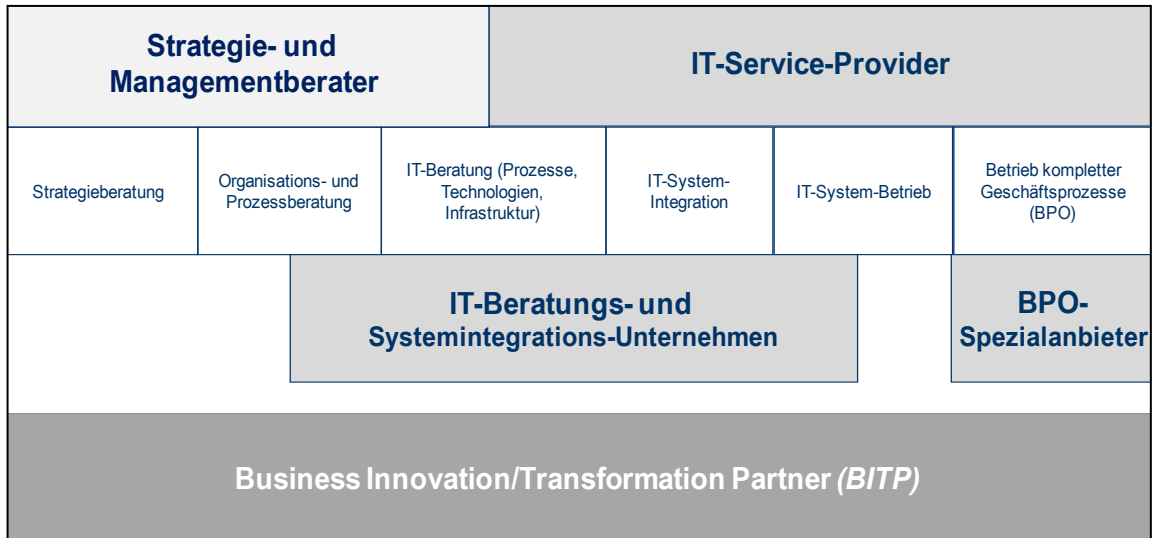 Strategie- und
Managementberater
IT-Service-Provider
Strategieberatung
Organisations- und
Prozessberatung
IT-Beratung (Prozesse,
Technologien,
Infrastruktur)
IT-System-
Integration
IT-System-Betrieb
Betrieb kompletter
Geschäftsprozesse
(BPO)
IT-Beratungs- und
Systemintegrations-Unternehmen
BPO-
Spezialanbieter
Business Innovation/Transformation Partner (BITP)